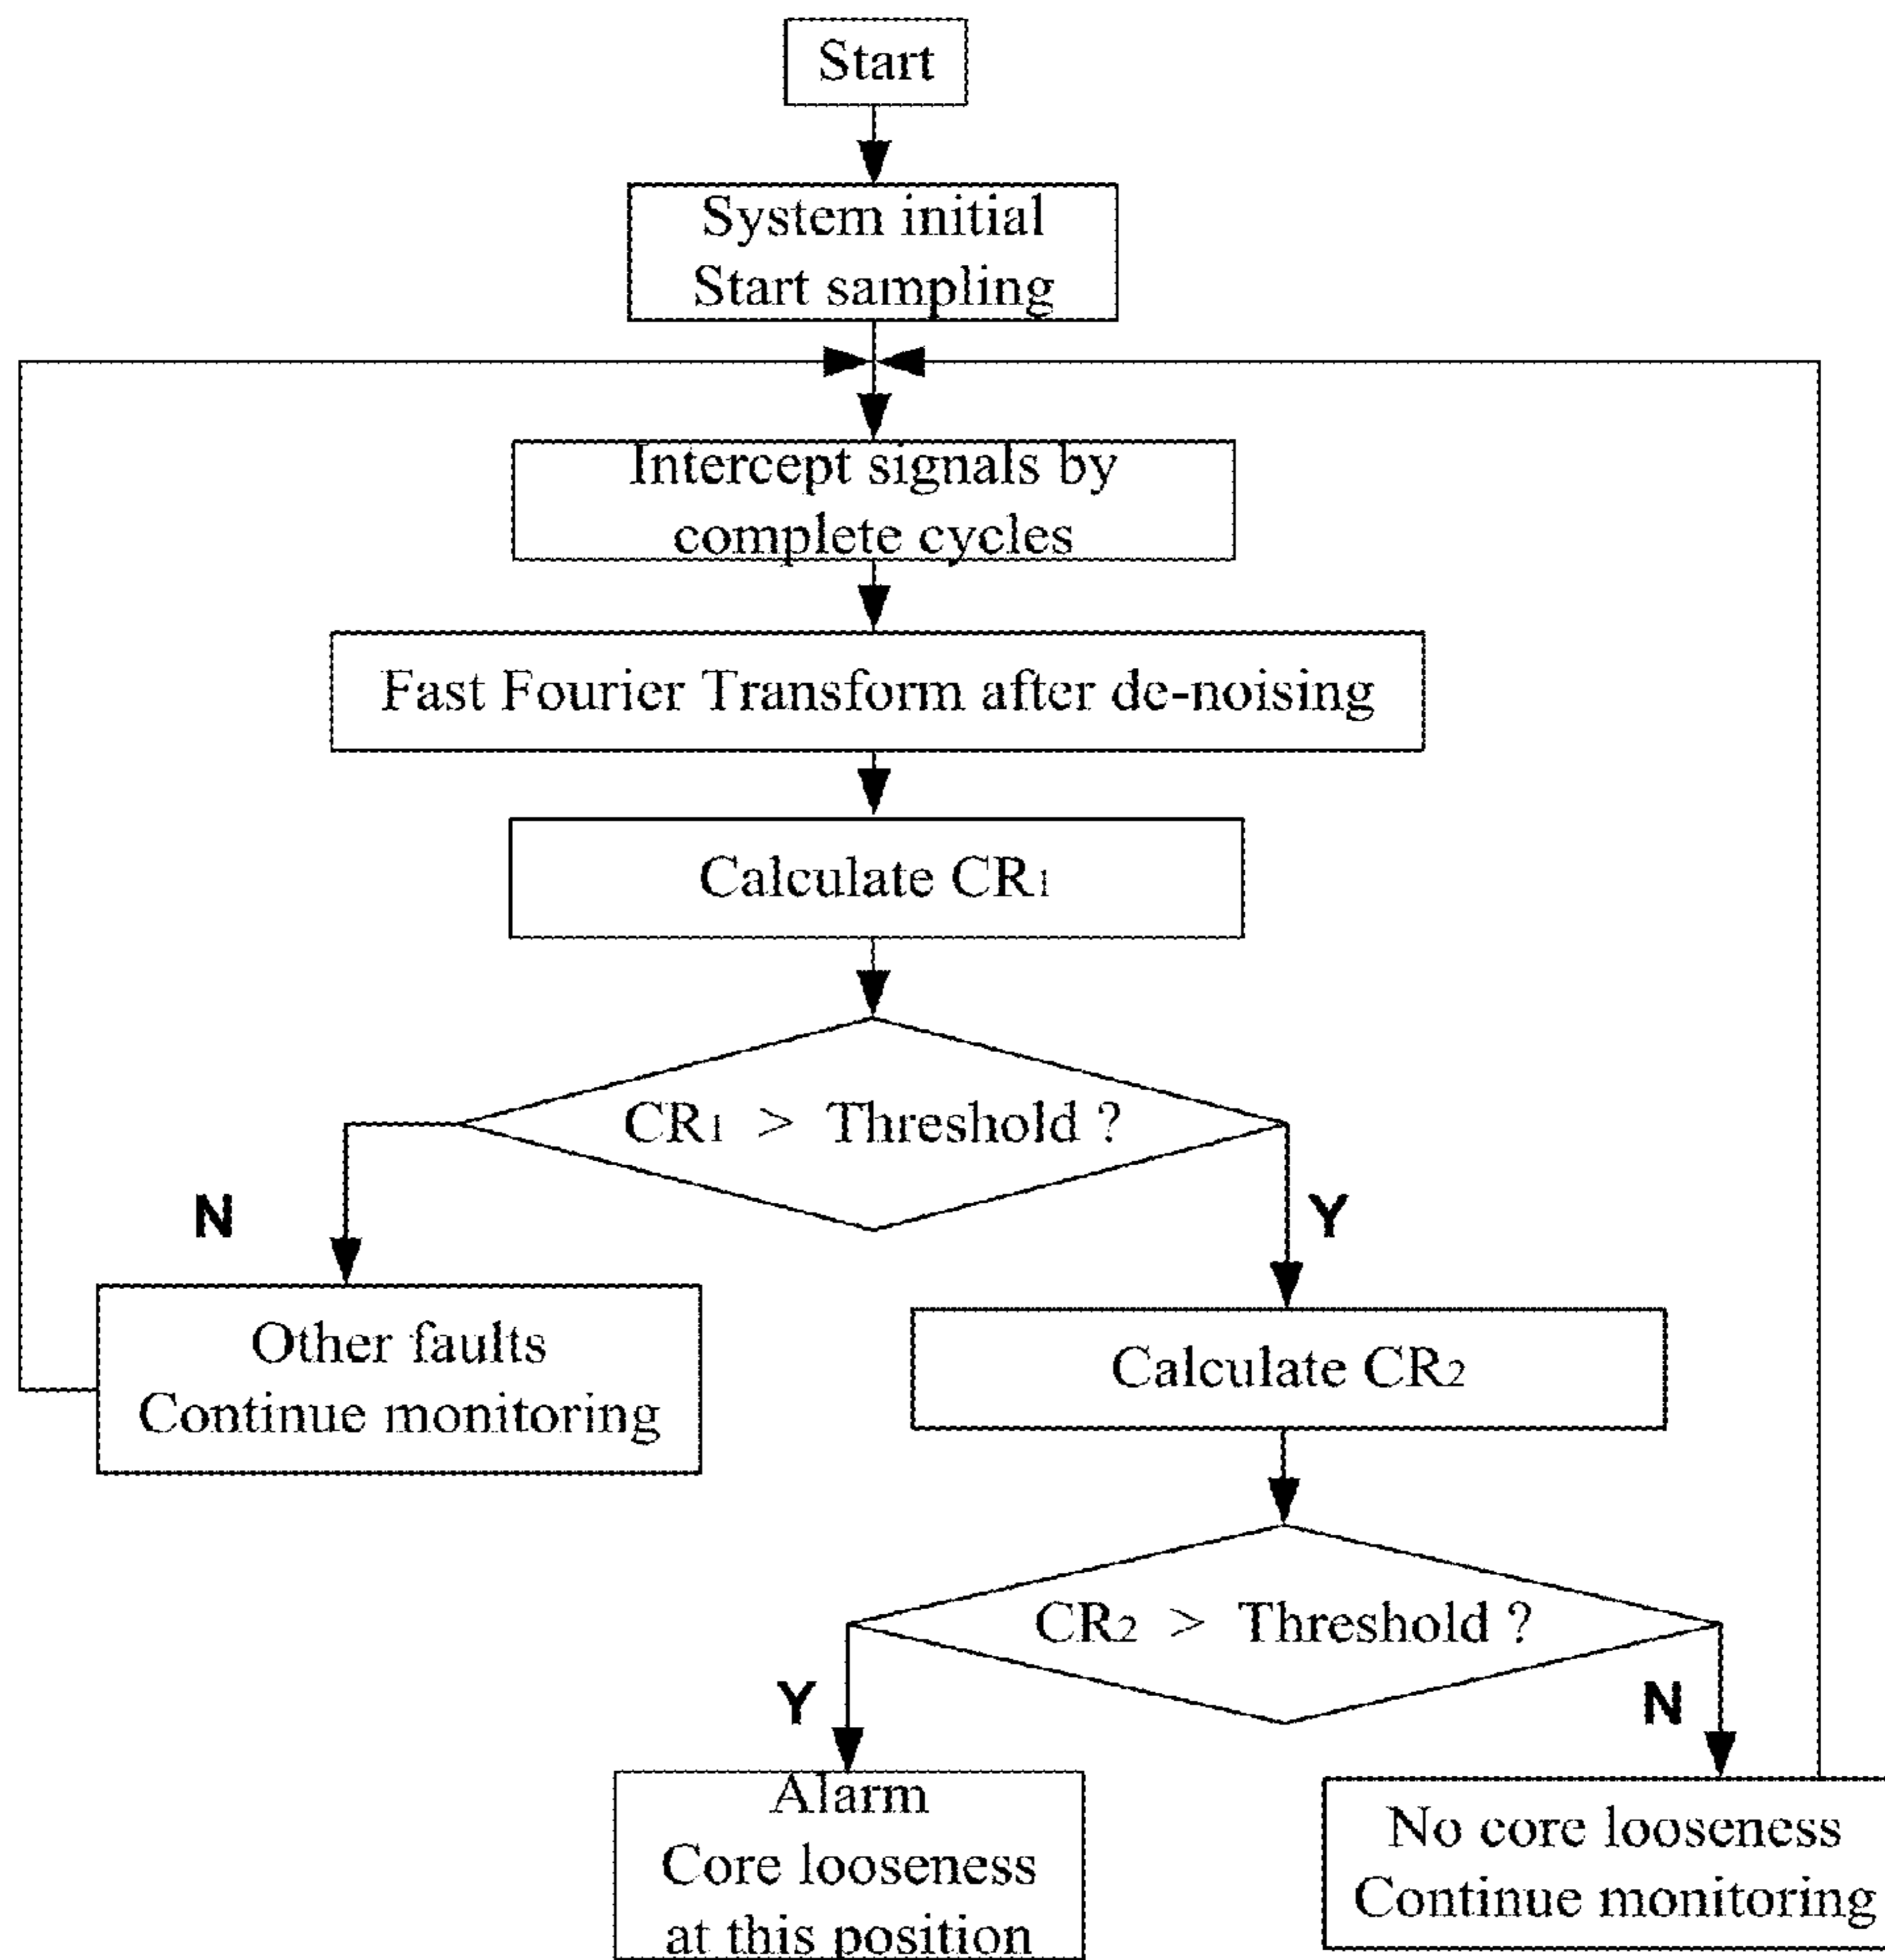 Start
System initial
Start sampling
Intercept signals by
complete cycles
Fast Fourier Transform after de-noising
Calculate CR₁
CR₁ > Threshold ?
N
Y
Other faults
Continue monitoring
Calculate CR₂
CR₂ > Threshold ?
Y
N
Alarm
Core looseness
at this position
No core looseness
Continue monitoring